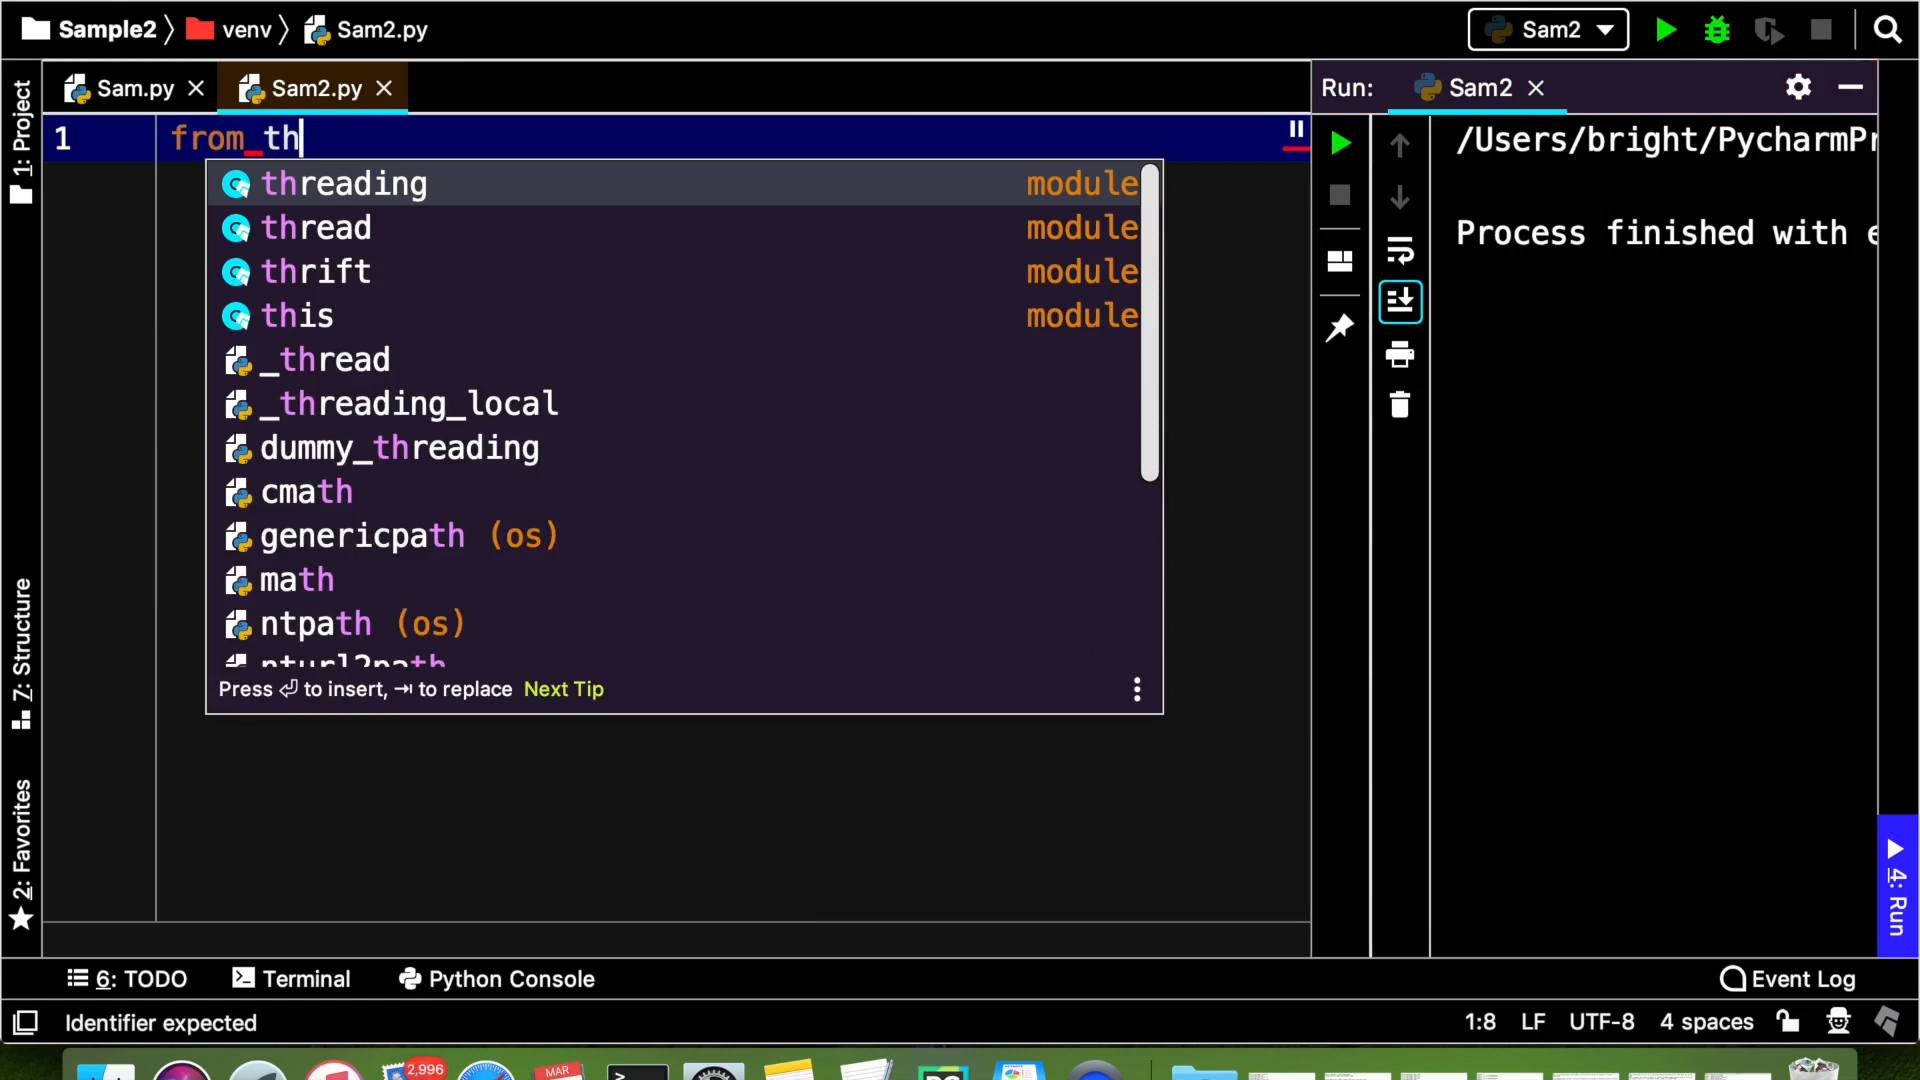 Sample2 venv Sam2.py
Sam2
Sam.py Sam2.py
Run: Sam2
1: Project
1 from th
threading module
thread module
thrift module
this module
_thread
_threading_local
dummy_threading
cmath
genericpath (os)
math
ntpath (os)
nturl2path
Press ⏎ to insert, ⇥ to replace Next Tip
/Users/bright/PycharmPr
Process finished with e
Z: Structure
2: Favorites
4: Run
6: TODO Terminal Python Console
Event Log
Identifier expected
1:8 LF UTF-8 4 spaces
2,996
MAR